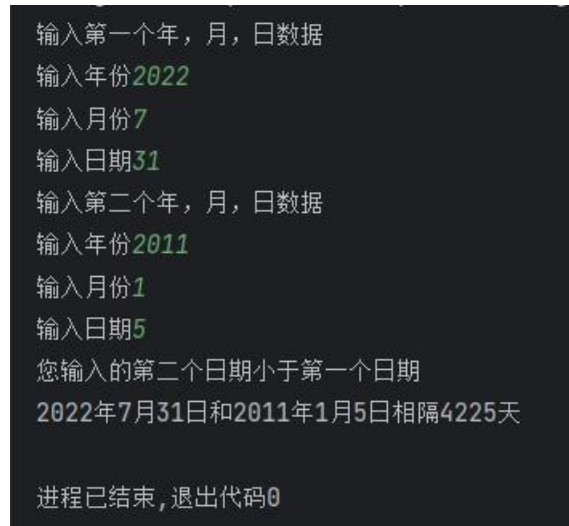 输入第一个年，月，日数据
输入年份2022
输入月份7
输入日期31
输入第二个年，月，日数据
输入年份2011
输入月份1
输入日期5
您输入的第二个日期小于第一个日期
2022年7月31日和2011年1月5日相隔4225天
进程已结束,退出代码0